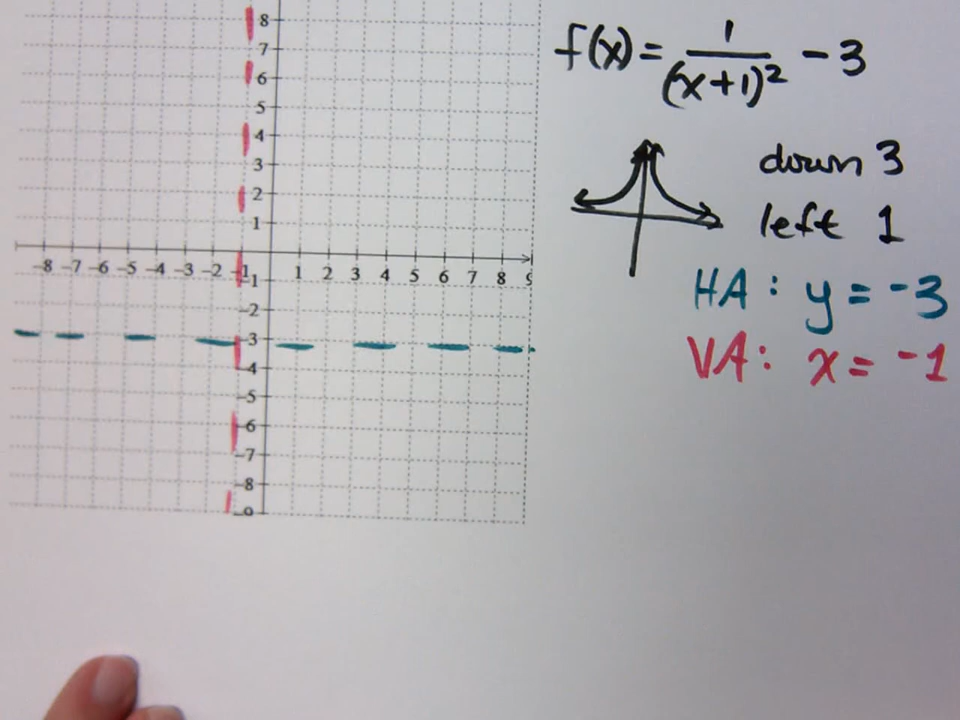 f(x) = 1/(x+1)² - 3
down 3
left 1
HA: y = -3
VA: x = -1
8
7
6
5
4
3
2
1
-8 -7 -6 -5 -4 -3 -2 -1 1 2 3 4 5 6 7 8 9
-1
-2
-3
-4
-5
-6
-7
-8
-9